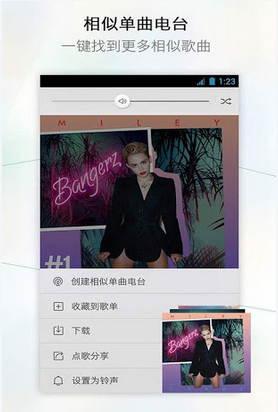 相似单曲电台
一键找到更多相似歌曲
1:23
MILEY
Bangerz
#1
创建相似单曲电台
收藏到歌单
下载
点歌分享
设置为铃声
Bangerz